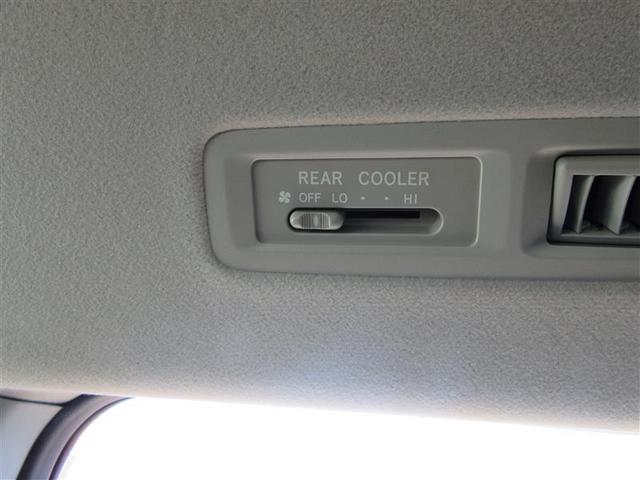 REAR COOLER
OFF LO · · HI